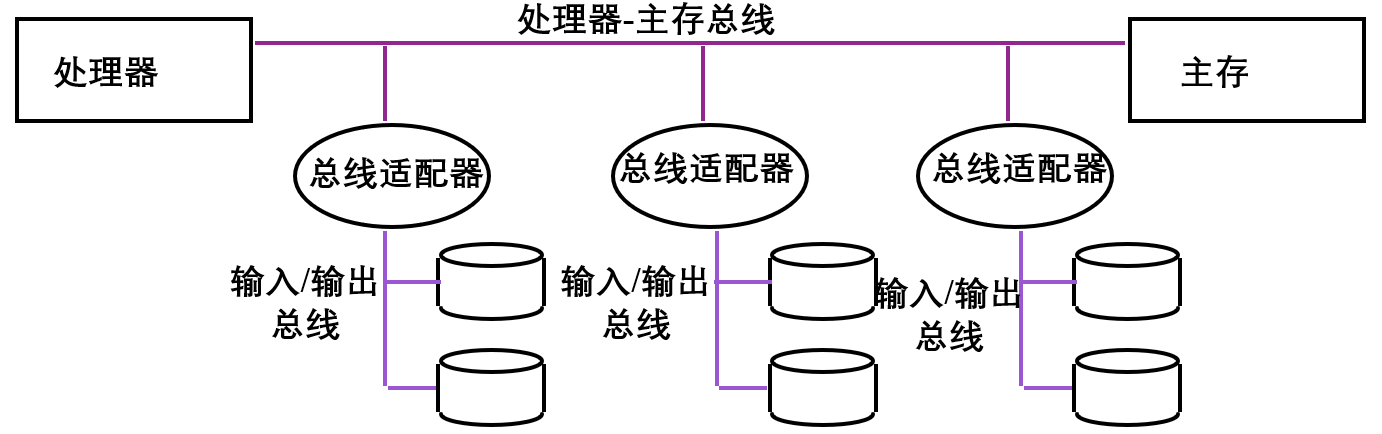 处理器-主存总线
处理器
主存
总线适配器
总线适配器
总线适配器
输入/输出
总线
输入/输出
总线
输入/输出
总线